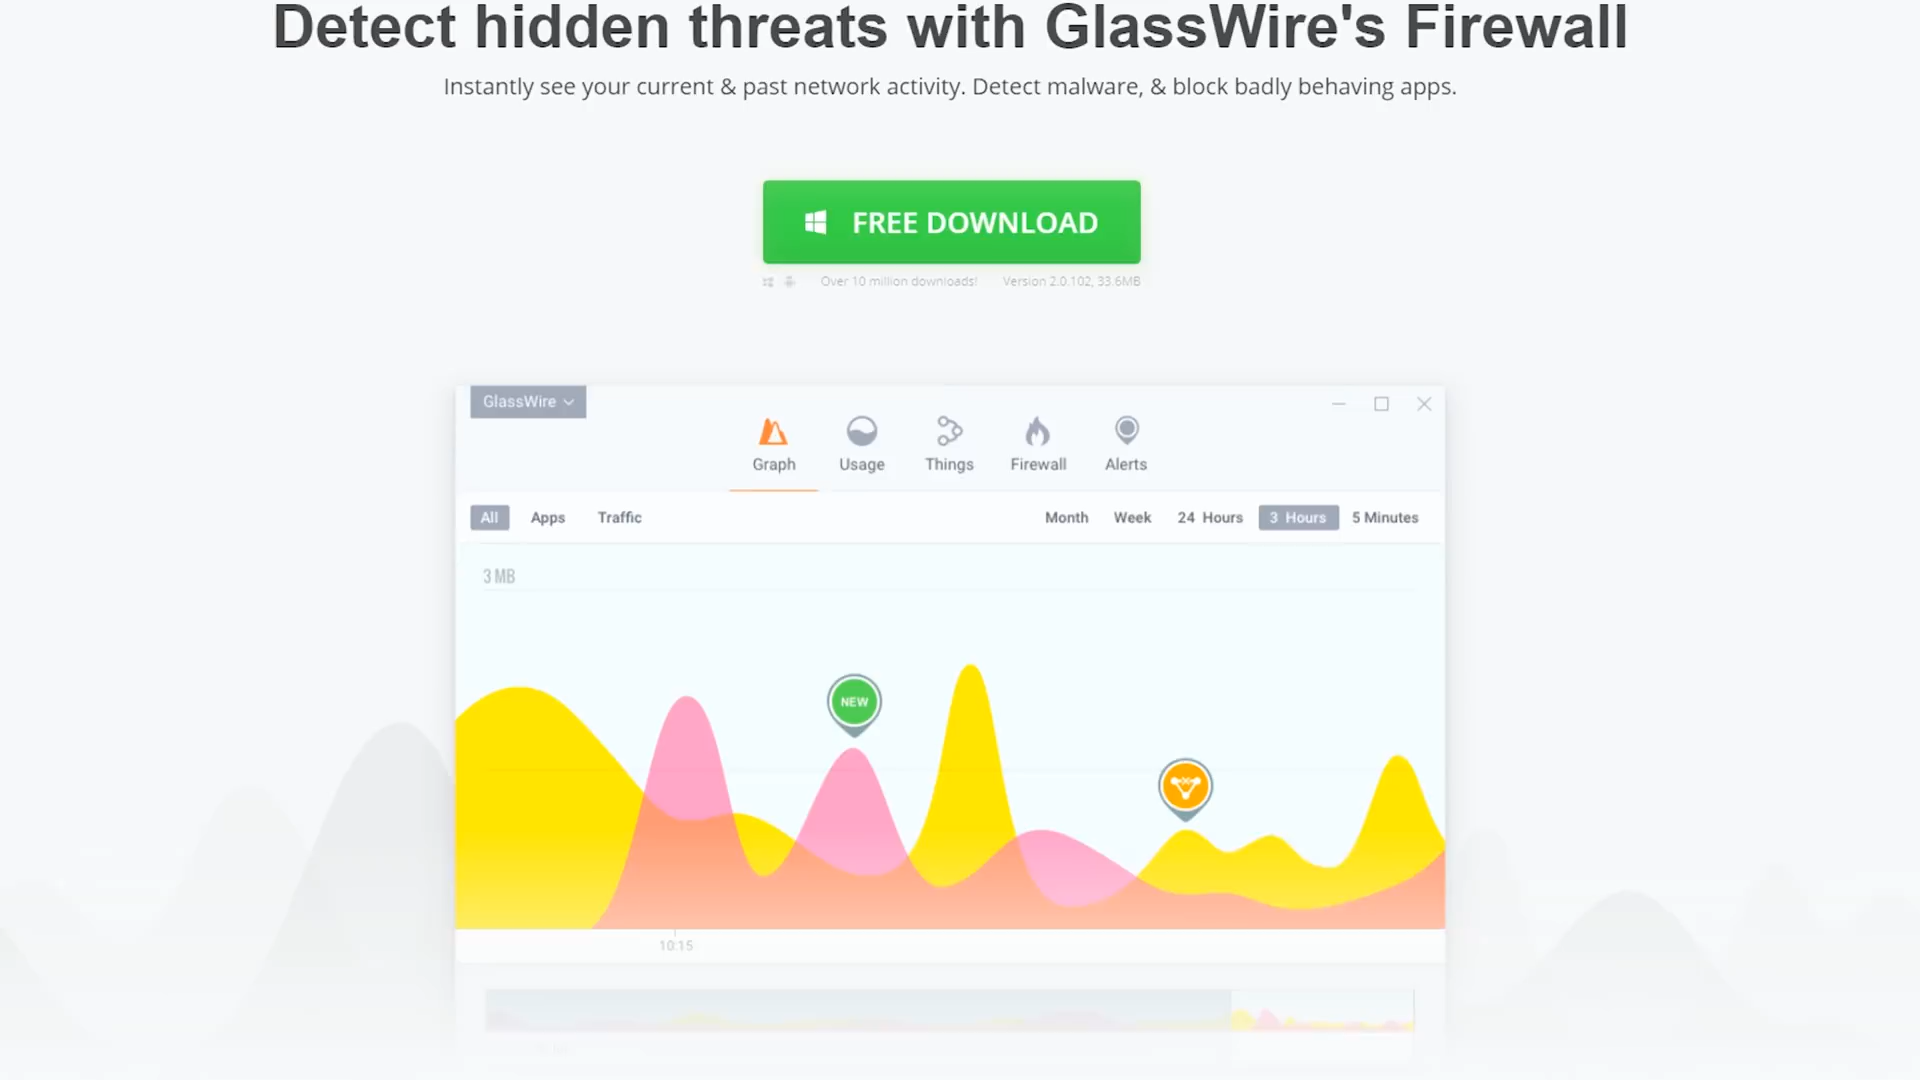 Detect hidden threats with GlassWire's Firewall
Instantly see your current & past network activity. Detect malware, & block badly behaving apps.
FREE DOWNLOAD
Over 10 million downloads! Version 2.0.102, 33.6MB
GlassWire
Graph Usage Things Firewall Alerts
All Apps Traffic Month Week 24 Hours 3 Hours 5 Minutes
3 MB
NEW
10:15